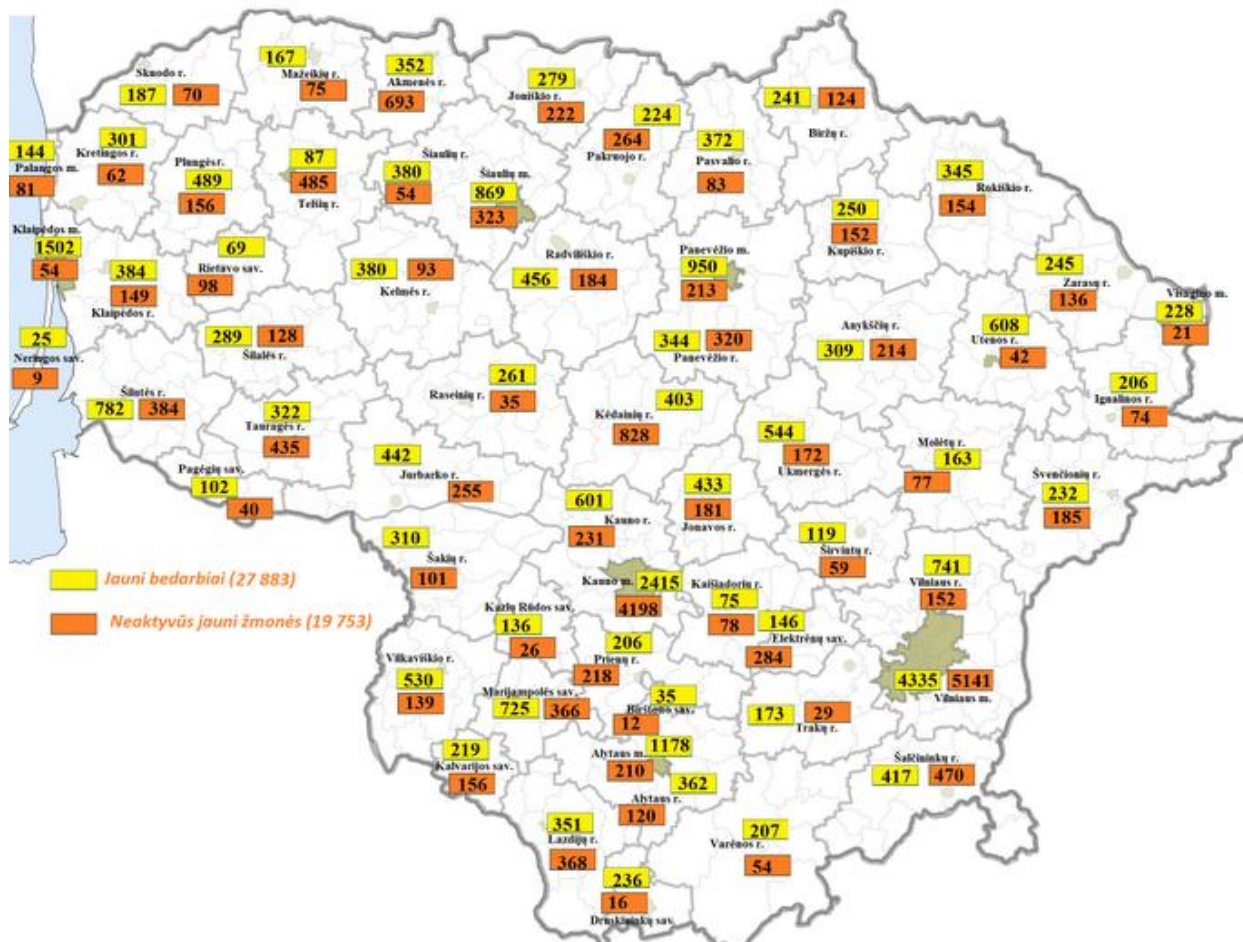 167
Mažeikių r.
75
352
Akmenės r.
693
Skuodo r.
187 70
279
Joniškio r.
222
224
264
Pakruojo r.
372
Pasvalio r.
83
241 124
Biržų r.
144
Palangos m.
81
301
Kretingos r.
62
Plungės r.
489
156
87
485
Telšių r.
Šiaulių r.
380
54
Šiaulių m.
869
323
345
Rokiškio r.
154
250
152
Kupiškio r.
Klaipėdos m.
1502
54
384
149
Klaipėdos r.
69
Rietavo sav.
98
380 93
Kelmės r.
Radviliškio r.
456 184
Panevėžio m.
950
213
245
Zarasų r.
136
Visagino m.
228
21
25
Neringos sav.
9
289 128
Šilalės r.
344 320
Panevėžio r.
Anykščių r.
309 214
608
Utenos r.
42
206
Ignalinos r.
74
782 384
Šilutės r.
322
Tauragės r.
435
261
Raseinių r.
35
403
Kėdainių r.
828
544
172
Ukmergės r.
Molėtų r.
163
77
Švenčionių r.
232
185
Pagėgių sav.
102
40
442
Jurbarko r.
255
601
Kauno r.
231
433
181
Jonavos r.
119
Širvintų r.
59
310
Šakių r.
101
Jauni bedarbiai (27 883)
Neaktyvūs jauni žmonės (19 753)
Kauno m. 2415
4198
Kaišiadorių r.
75
78
146
Elektrėnų sav.
284
741
Vilniaus r.
152
Kazlų Rūdos sav.
136
26
206
Prienų r.
218
4335 5141
Vilniaus m.
Vilkaviškio r.
530
139
Marijampolės sav.
725 366
35
Birštono sav.
12
173 29
Trakų r.
219
Kalvarijos sav.
156
1178
Alytaus m.
210
362
Alytaus r.
120
Šalčininkų r.
417 470
351
Lazdijų r.
368
207
Varėnos r.
54
236
16
Druskininkų sav.